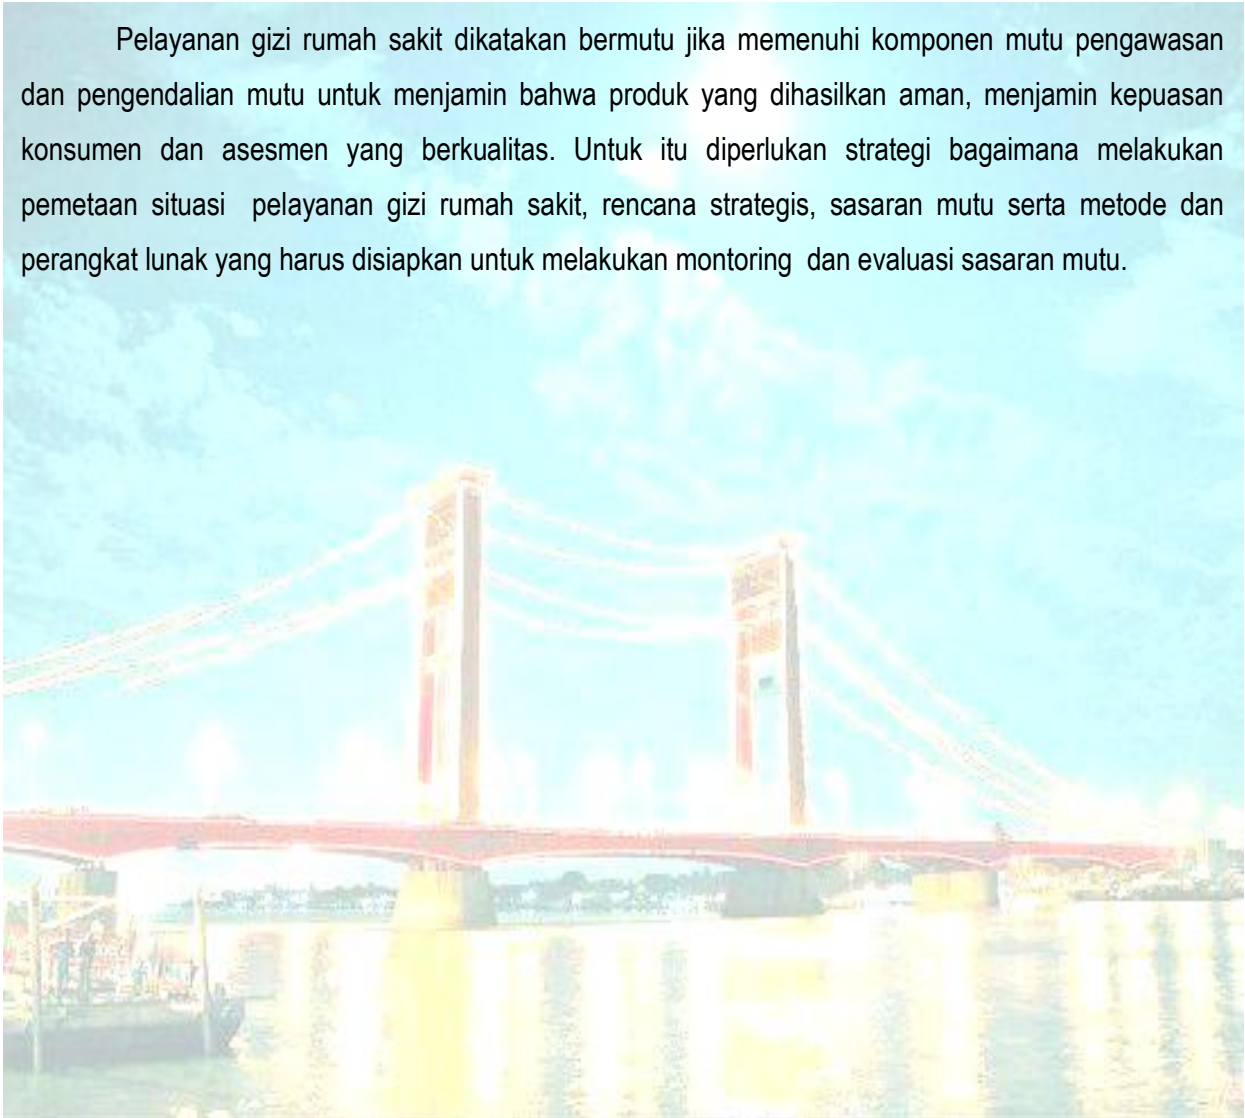 Pelayanan gizi rumah sakit dikatakan bermutu jika memenuhi komponen mutu pengawasan
dan pengendalian mutu untuk menjamin bahwa produk yang dihasilkan aman, menjamin kepuasan
konsumen dan asesmen yang berkualitas. Untuk itu diperlukan strategi bagaimana melakukan
pemetaan situasi pelayanan gizi rumah sakit, rencana strategis, sasaran mutu serta metode dan
perangkat lunak yang harus disiapkan untuk melakukan montoring dan evaluasi sasaran mutu.